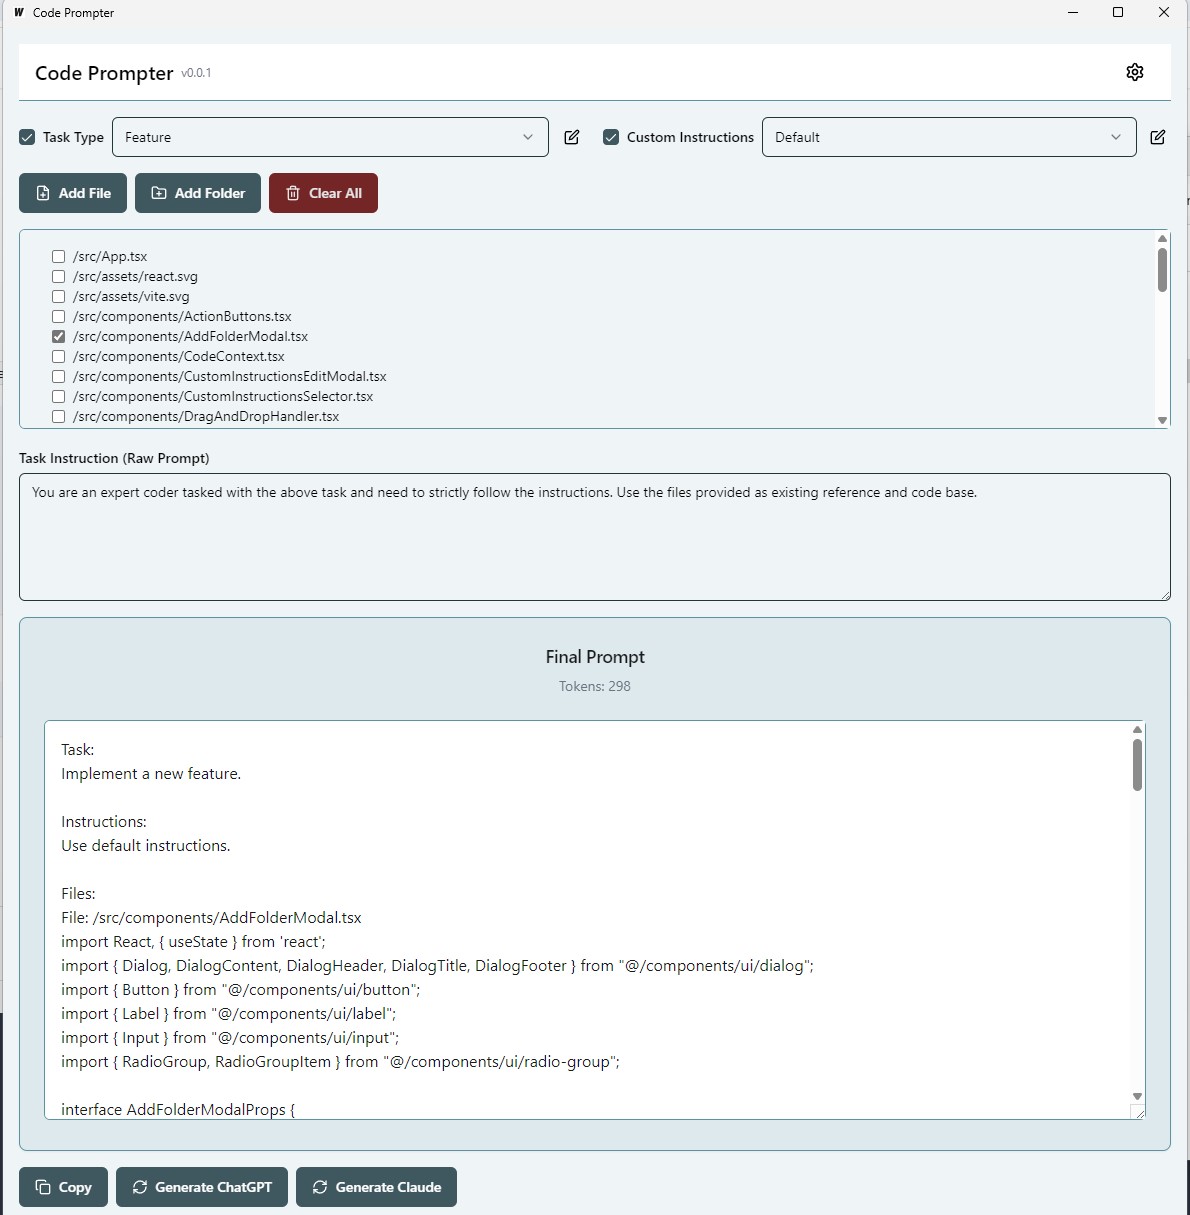 W Code Prompter
Code Prompter v0.0.1
Task Type Feature Custom Instructions Default
Add File Add Folder Clear All
/src/App.tsx
/src/assets/react.svg
/src/assets/vite.svg
/src/components/ActionButtons.tsx
/src/components/AddFolderModal.tsx
/src/components/CodeContext.tsx
/src/components/CustomInstructionsEditModal.tsx
/src/components/CustomInstructionsSelector.tsx
/src/components/DragAndDropHandler.tsx
Task Instruction (Raw Prompt)
You are an expert coder tasked with the above task and need to strictly follow the instructions. Use the files provided as existing reference and code base.
Final Prompt
Tokens: 298
Task:
Implement a new feature.
Instructions:
Use default instructions.
Files:
File: /src/components/AddFolderModal.tsx
import React, { useState } from 'react';
import { Dialog, DialogContent, DialogHeader, DialogTitle, DialogFooter } from "@/components/ui/dialog";
import { Button } from "@/components/ui/button";
import { Label } from "@/components/ui/label";
import { Input } from "@/components/ui/input";
import { RadioGroup, RadioGroupItem } from "@/components/ui/radio-group";
interface AddFolderModalProps {
Copy Generate ChatGPT Generate Claude